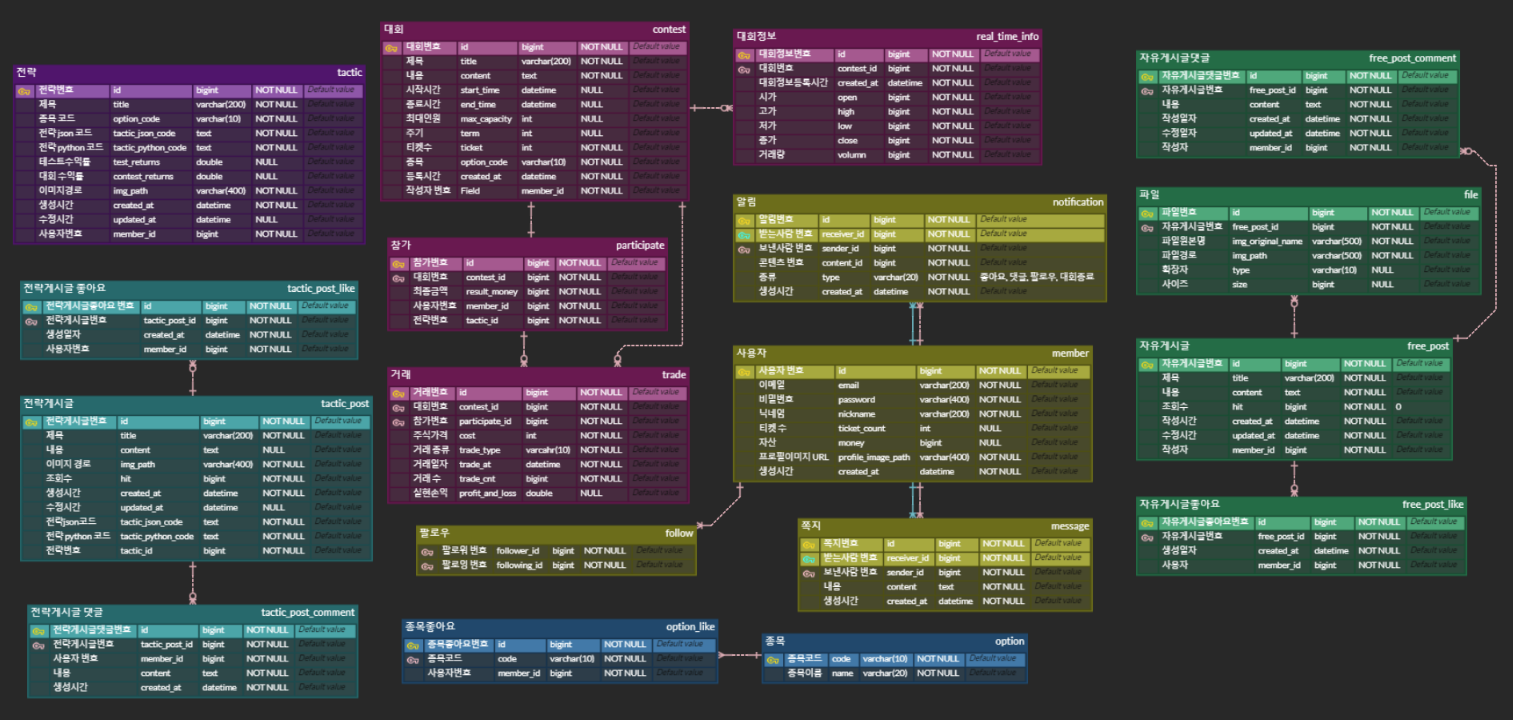 전략 tactic
전략번호 id bigint NOT NULL Default value
제목 title varchar(200) NOT NULL Default value
종목 코드 option_code varchar(10) NOT NULL Default value
전략 json 코드 tactic_json_code text NOT NULL Default value
전략 python 코드 tactic_python_code text NOT NULL Default value
테스트수익률 test_returns double NULL Default value
대회 수익률 contest_returns double NULL Default value
이미지경로 img_path varchar(400) NOT NULL Default value
생성시간 created_at datetime NOT NULL Default value
수정시간 updated_at datetime NULL Default value
사용자번호 member_id bigint NOT NULL Default value
전략게시글 좋아요 tactic_post_like
전략게시글좋아요 번호 id bigint NOT NULL Default value
전략게시글번호 tactic_post_id bigint NOT NULL Default value
생성일자 created_at datetime NOT NULL Default value
사용자번호 member_id bigint NOT NULL Default value
전략게시글 tactic_post
전략게시글번호 id bigint NOT NULL Default value
제목 title varchar(200) NOT NULL Default value
내용 content text NULL Default value
이미지 경로 img_path varchar(400) NOT NULL Default value
조회수 hit bigint NOT NULL Default value
생성시간 created_at datetime NOT NULL Default value
수정시간 updated_at datetime NULL Default value
전략json코드 tactic_json_code text NOT NULL Default value
전략 python 코드 tactic_python_code text NOT NULL Default value
전략번호 tactic_id bigint NOT NULL Default value
전략게시글 댓글 tactic_post_comment
전략게시글댓글번호 id bigint NOT NULL Default value
전략게시글번호 tactic_post_id bigint NOT NULL Default value
사용자 번호 member_id bigint NOT NULL Default value
내용 content text NOT NULL Default value
생성시간 created_at datetime NOT NULL Default value
대회 contest
대회번호 id bigint NOT NULL Default value
제목 title varchar(200) NOT NULL Default value
내용 content text NOT NULL Default value
시작시간 start_time datetime NULL Default value
종료시간 end_time datetime NOT NULL Default value
최대인원 max_capacity int NOT NULL Default value
주기 term int NOT NULL Default value
티켓수 ticket int NOT NULL Default value
종목 option_code varchar(10) NOT NULL Default value
등록시간 created_at datetime NOT NULL Default value
작성자 번호 Field member_id NOT NULL Default value
참가 participate
참가번호 id bigint NOT NULL Default value
대회번호 contest_id bigint NOT NULL Default value
최종금액 result_money bigint NOT NULL Default value
사용자번호 member_id bigint NOT NULL Default value
전략번호 tactic_id bigint NOT NULL Default value
거래 trade
거래번호 id bigint NOT NULL Default value
대회번호 contest_id bigint NOT NULL Default value
참가번호 participate_id bigint NOT NULL Default value
주식가격 cost int NOT NULL Default value
거래 종류 trade_type varcahr(10) NOT NULL Default value
거래일자 trade_at datetime NOT NULL Default value
거래 수 trade_cnt bigint NOT NULL Default value
실현손익 profit_and_loss double NULL Default value
팔로우 follow
팔로워 번호 follower_id bigint NOT NULL Default value
팔로잉 번호 following_id bigint NOT NULL Default value
종목좋아요 option_like
종목좋아요번호 id bigint NOT NULL Default value
종목코드 code varchar(10) NOT NULL Default value
사용자번호 member_id bigint NOT NULL Default value
대회정보 real_time_info
대회정보번호 id bigint NOT NULL Default value
대회번호 contest_id bigint NOT NULL Default value
대회정보등록시간 created_at datetime NOT NULL Default value
시가 open bigint NOT NULL Default value
고가 high bigint NOT NULL Default value
저가 low bigint NOT NULL Default value
종가 close bigint NOT NULL Default value
거래량 volumn bigint NOT NULL Default value
알림 notification
알림번호 id bigint NOT NULL Default value
받는사람 번호 receiver_id bigint NOT NULL Default value
보낸사람 번호 sender_id bigint NOT NULL Default value
콘텐츠 번호 content_id bigint NOT NULL Default value
종류 type varchar(20) NOT NULL 좋아요, 댓글, 팔로우, 대회종료
생성시간 created_at datetime NOT NULL Default value
사용자 member
사용자 번호 id bigint NOT NULL Default value
이메일 email varchar(200) NOT NULL Default value
비밀번호 password varchar(400) NOT NULL Default value
닉네임 nickname varchar(200) NOT NULL Default value
티켓 수 ticket_count int NULL Default value
자산 money bigint NULL Default value
프로필이미지 URL profile_image_path varchar(400) NOT NULL Default value
생성시간 created_at datetime NOT NULL Default value
쪽지 message
쪽지번호 id bigint NOT NULL Default value
받는사람 번호 receiver_id bigint NOT NULL Default value
보낸사람 번호 sender_id bigint NOT NULL Default value
내용 content text NOT NULL Default value
생성시간 created_at datetime NOT NULL Default value
종목 option
종목코드 code varchar(10) NOT NULL Default value
종목이름 name varchar(20) NOT NULL Default value
자유게시글댓글 free_post_comment
자유게시글댓글번호 id bigint NOT NULL Default value
자유게시글번호 free_post_id bigint NOT NULL Default value
내용 content text NOT NULL Default value
작성일자 created_at datetime NOT NULL Default value
수정일자 updated_at datetime NOT NULL Default value
작성자 member_id bigint NOT NULL Default value
파일 file
파일번호 id bigint NOT NULL Default value
자유게시글번호 free_post_id bigint NOT NULL Default value
파일원본명 img_original_name varchar(500) NOT NULL Default value
파일경로 img_path varchar(500) NOT NULL Default value
확장자 type varchar(10) NULL Default value
사이즈 size bigint NULL Default value
자유게시글 free_post
자유게시글번호 id bigint NOT NULL Default value
제목 title varchar(200) NOT NULL Default value
내용 content text NOT NULL Default value
조회수 hit bigint NOT NULL 0
작성시간 created_at datetime NOT NULL Default value
수정시간 updated_at datetime NOT NULL Default value
작성자 member_id bigint NOT NULL Default value
자유게시글좋아요 free_post_like
자유게시글좋아요번호 id bigint NOT NULL Default value
자유게시글번호 free_post_id bigint NOT NULL Default value
생성일자 created_at datetime NOT NULL Default value
사용자 member_id bigint NOT NULL Default value